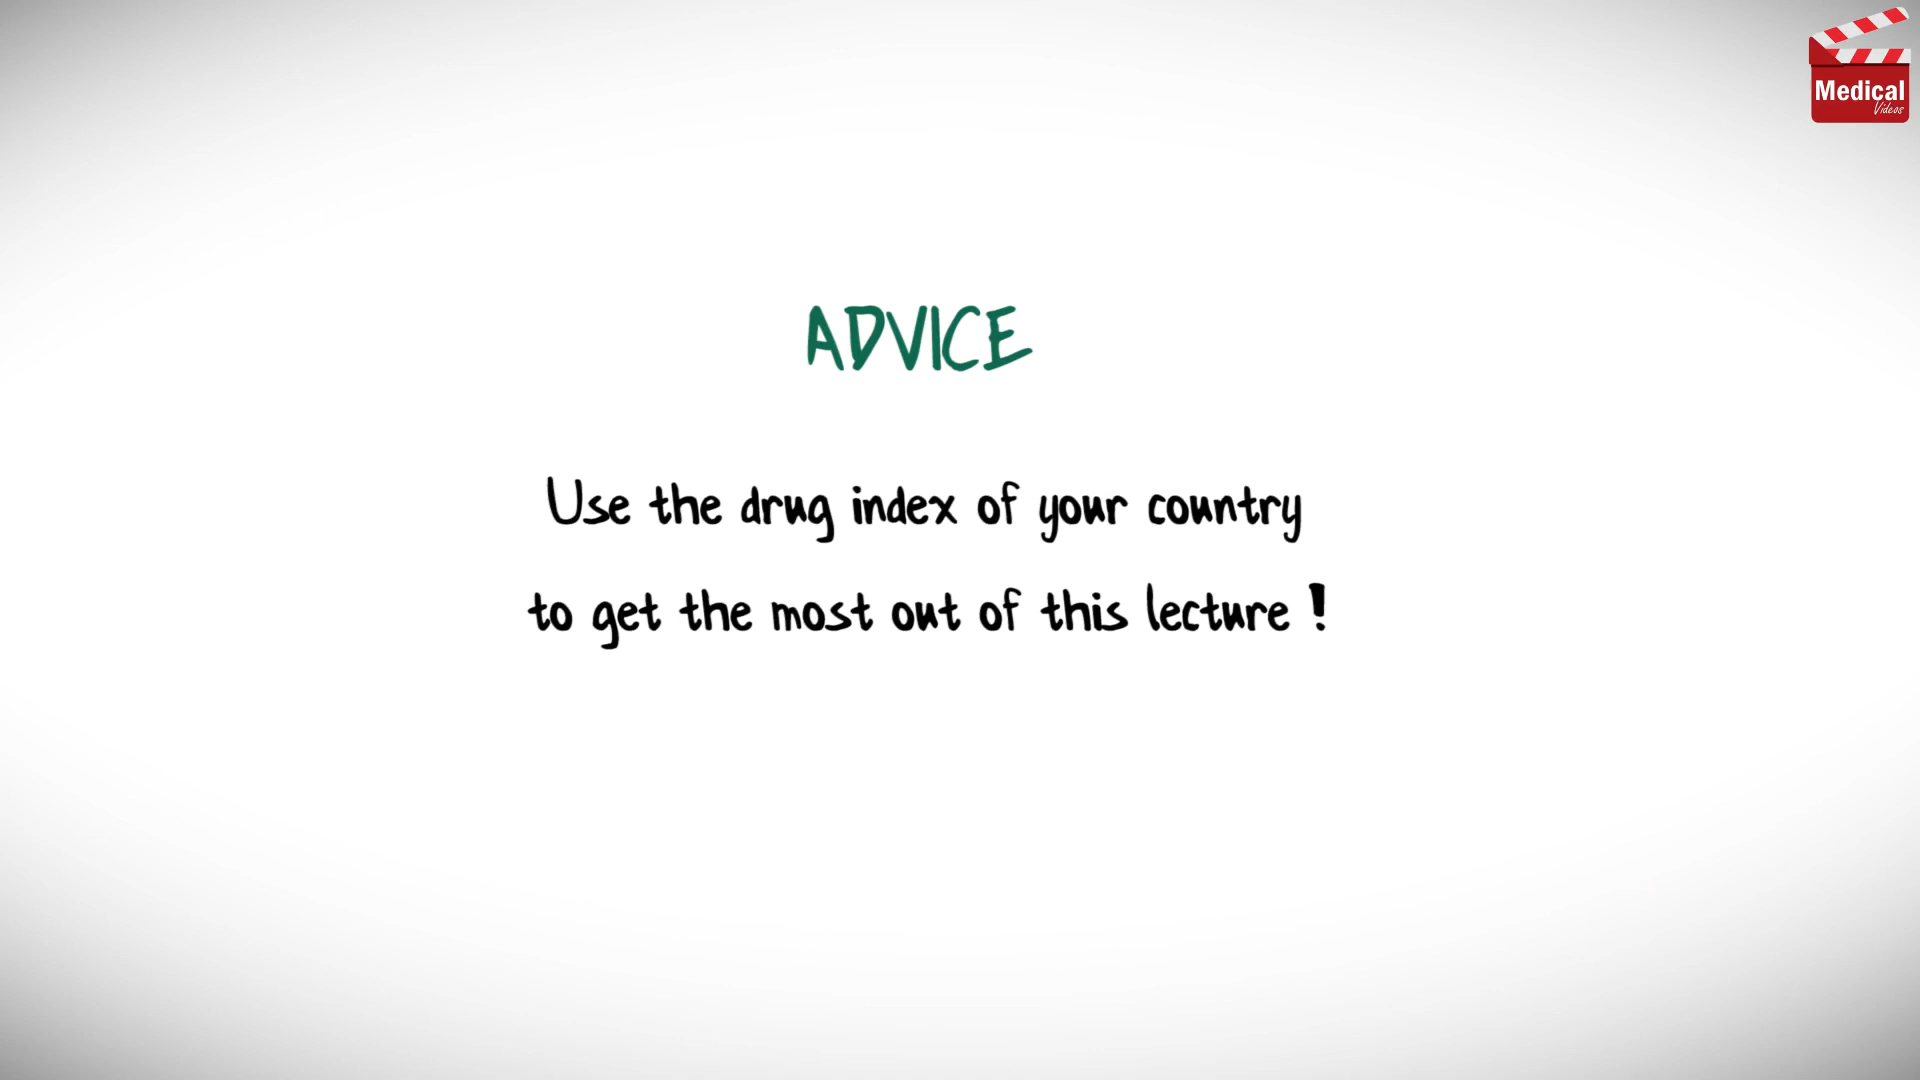 Medical
Videos
ADVICE
Use the drug index of your country
to get the most out of this lecture !